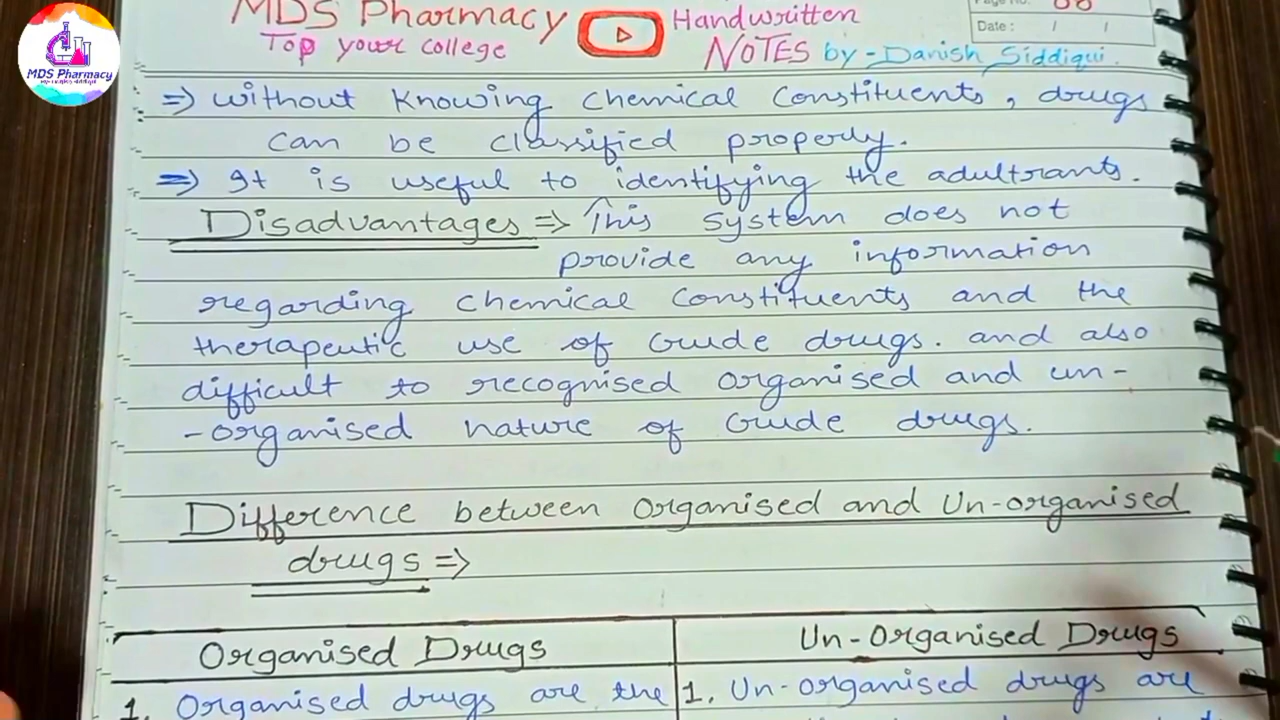 MDS Pharmacy
Top your college
Handwritten
NOTES by - Danish Siddiqui.
Page No.
Date : / /
MDS Pharmacy
=> without Knowing chemical Constituents, drugs
can be classified properly.
=> It is useful to identifying the adultrants.
Disadvantages => This system does not
provide any information
regarding chemical Constituents and the
therapeutic use of Crude drugs. and also
difficult to recognised organised and un-
-organised nature of Crude drugs.
Difference between Organised and Un-organised
drugs =>
Organised Drugs
Un-Organised Drugs
1. Organised drugs are the
1. Un-organised drugs are